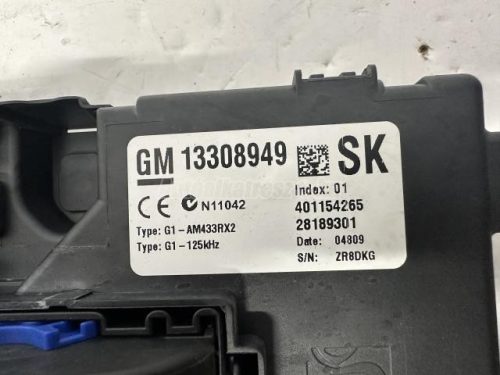 GM 13308949 SK
Index: 01
CE N11042 401154265
Type: G1-AM433RX2 28189301
Type: G1-125kHz Date: 04809
S/N: ZR8DKG